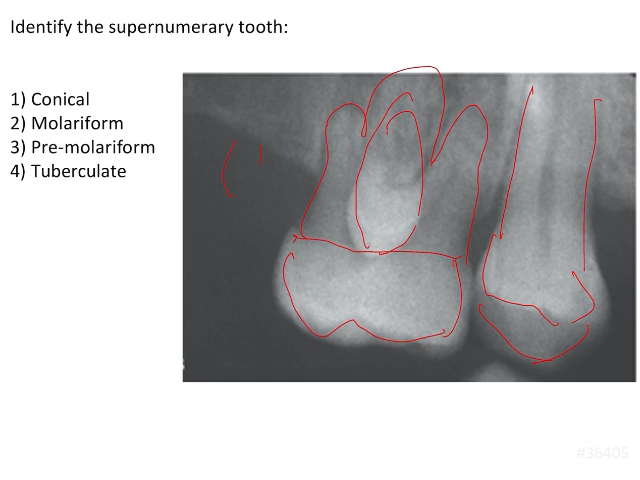 Identify the supernumerary tooth:
1) Conical
2) Molariform
3) Pre-molariform
4) Tuberculate
#36405